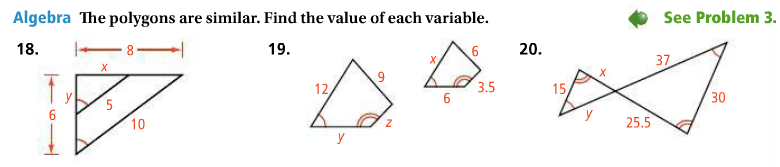 Algebra The polygons are similar. Find the value of each variable.
See Problem 3.
18.
8
x
y
5
6
10
19.
12
9
y
z
x
6
3.5
6
20.
15
x
37
y
25.5
30